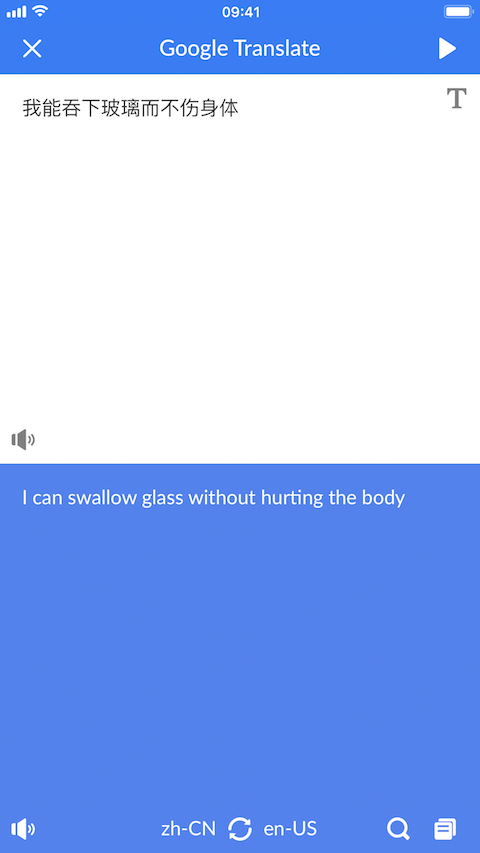 09:41
Google Translate
T
我能吞下玻璃而不伤身体
I can swallow glass without hurting the body
zh-CN en-US